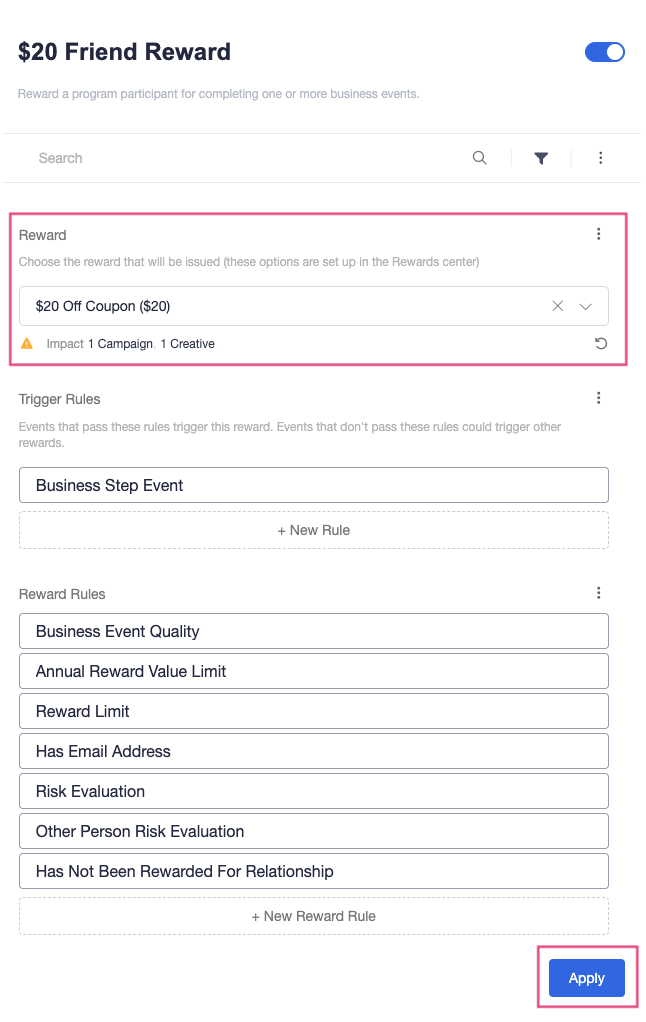 $20 Friend Reward
Reward a program participant for completing one or more business events.
Search
Reward
Choose the reward that will be issued (these options are set up in the Rewards center)
$20 Off Coupon ($20)
Impact 1 Campaign, 1 Creative
Trigger Rules
Events that pass these rules trigger this reward. Events that don't pass these rules could trigger other
rewards.
Business Step Event
+ New Rule
Reward Rules
Business Event Quality
Annual Reward Value Limit
Reward Limit
Has Email Address
Risk Evaluation
Other Person Risk Evaluation
Has Not Been Rewarded For Relationship
+ New Reward Rule
Apply